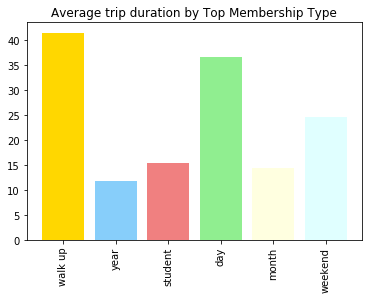 Average trip duration by Top Membership Type
40
35
30
25
20
15
10
5
0
walk up
year
student
day
month
weekend